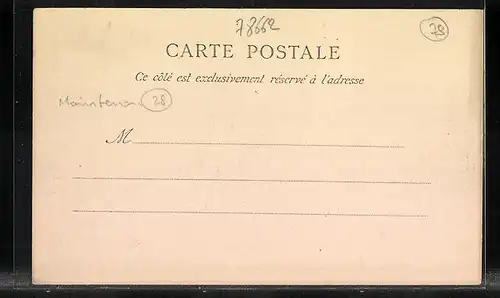 78662
78
CARTE POSTALE
Ce côté est exclusivement réservé à l'adresse
Maintenon 28
M